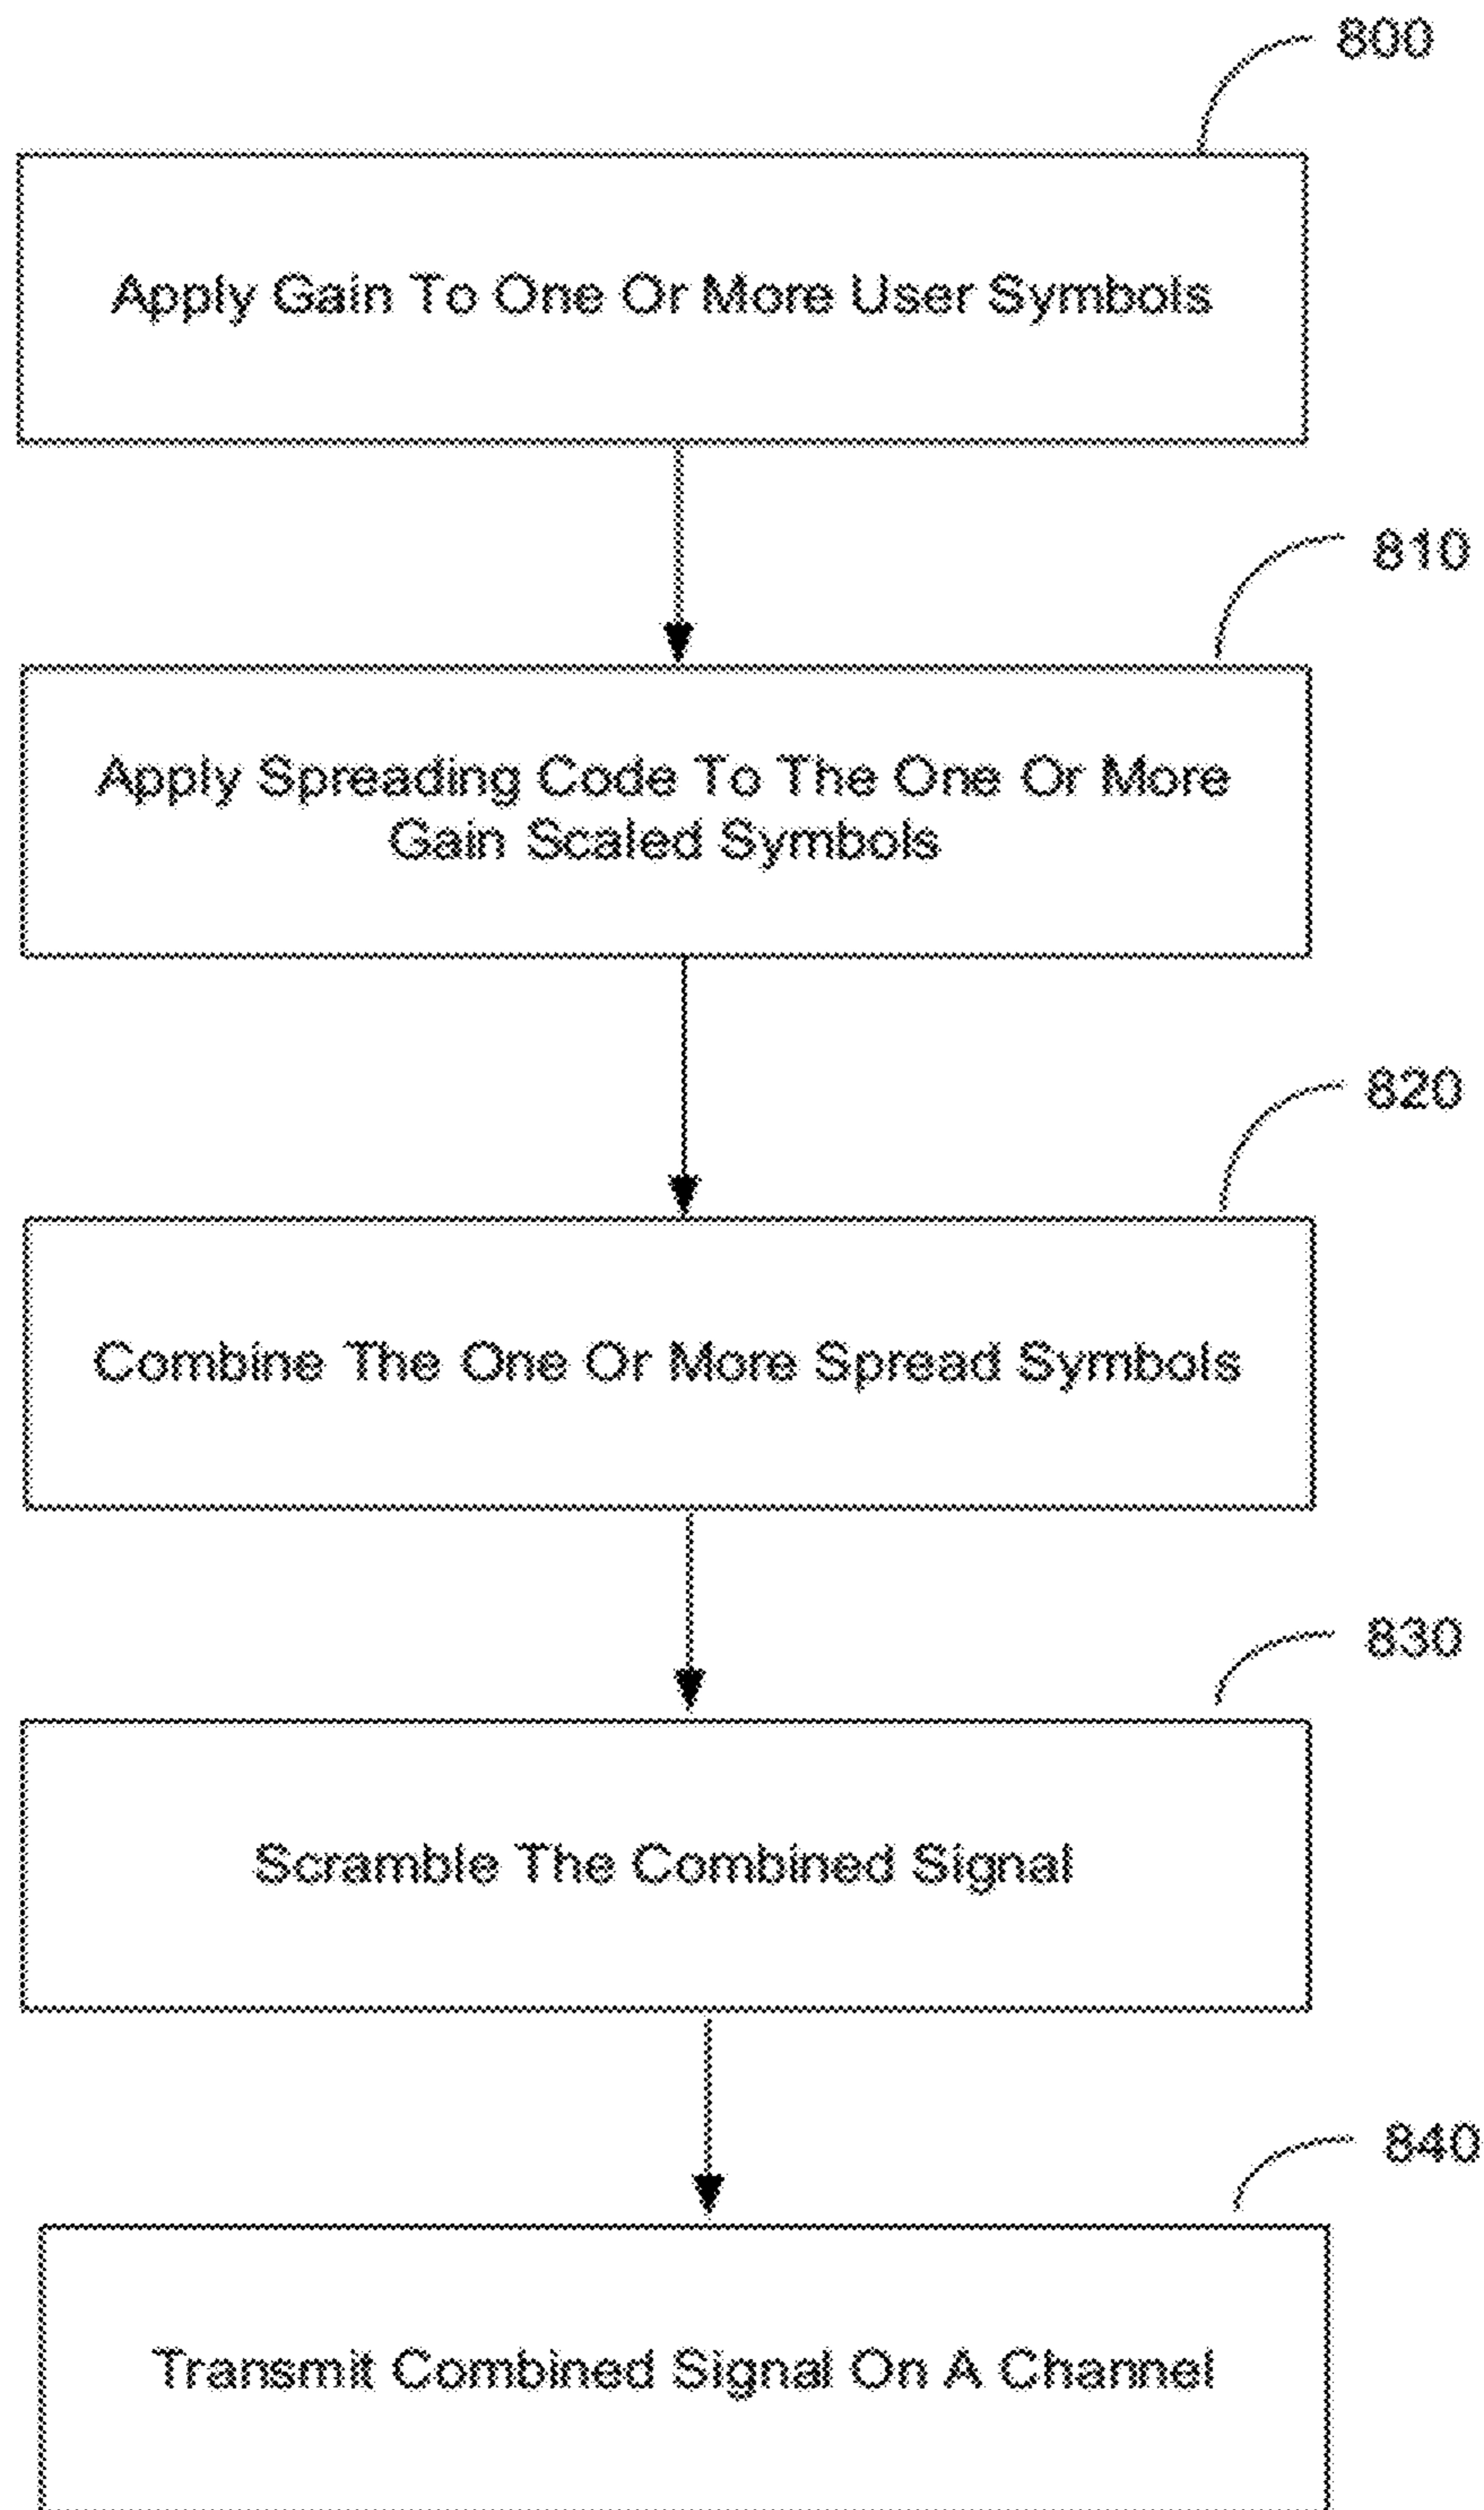 800
Apply Gain To One Or More User Symbols
810
Apply Spreading Code To The One Or More
Gain Scaled Symbols
820
Combine The One Or More Spread Symbols
830
Scramble The Combined Signal
840
Transmit Combined Signal On A Channel